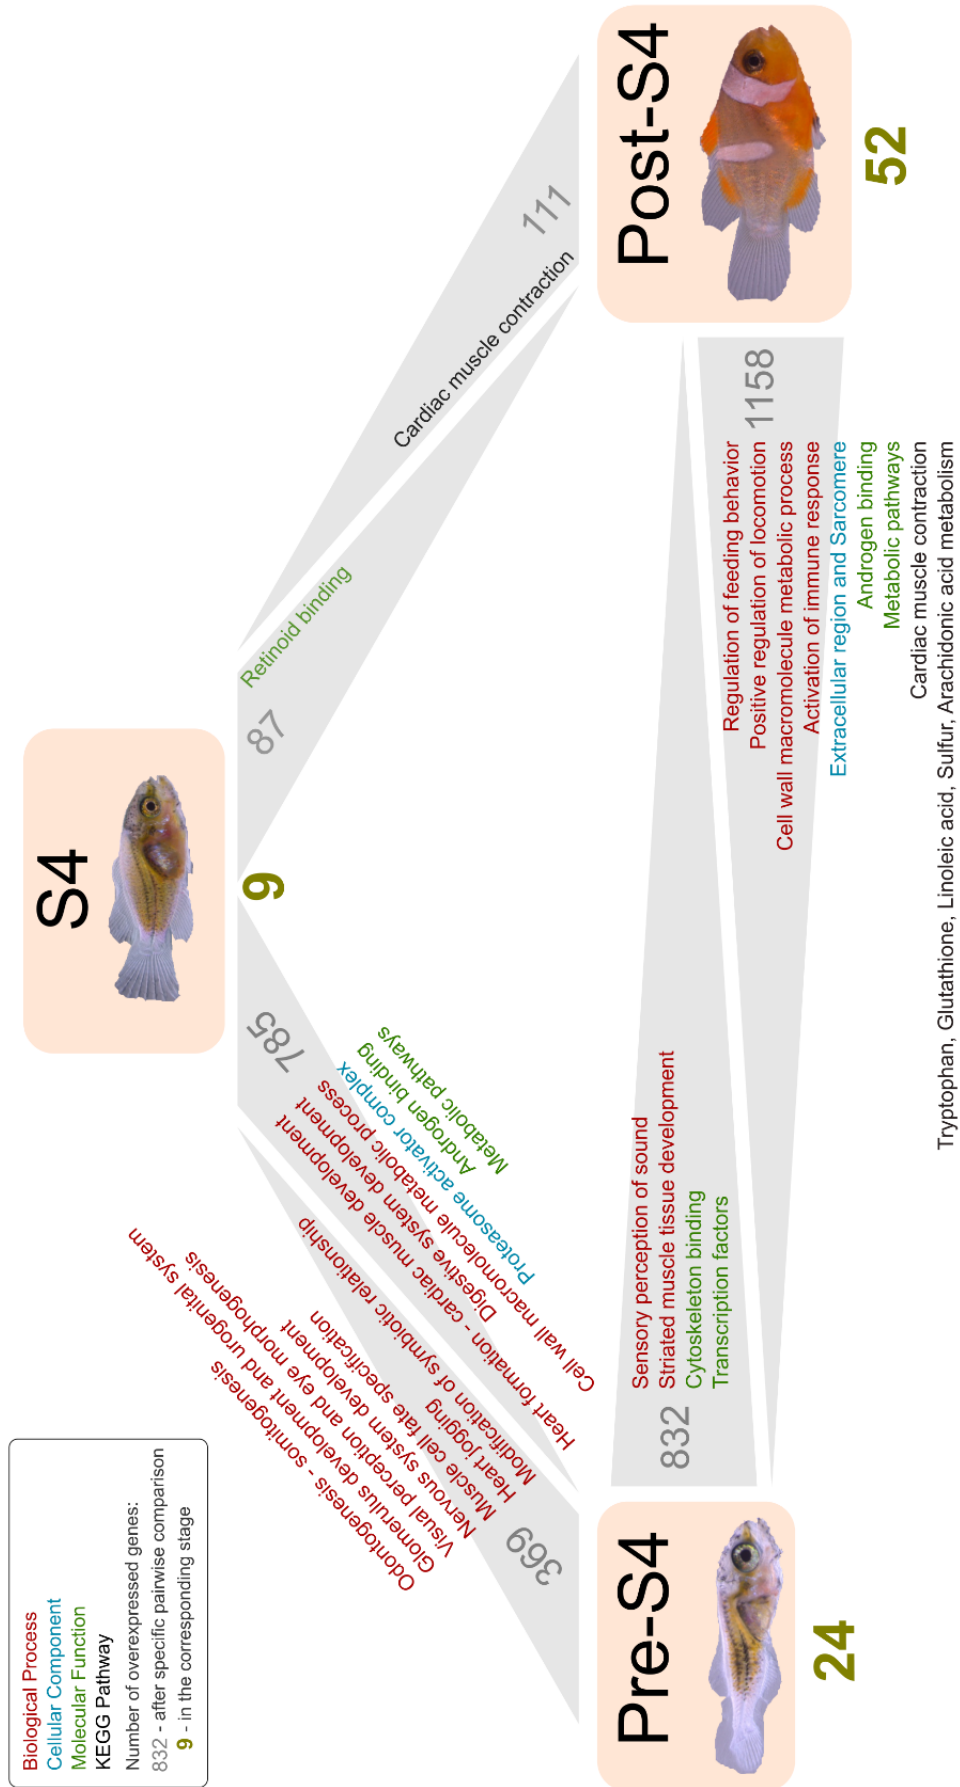 Biological Process
Cellular Component
Molecular Function
KEGG Pathway
Number of overexpressed genes:
832 - after specific pairwise comparison
9 - in the corresponding stage
S4
9
Odontogenesis - somitogenesis
Glomerulus development and urogenital system
Visual perception and eye morphogenesis
Nervous system development
Muscle cell fate specification
Heart jogging
Modification of symbiotic relationship
369
785
Heart formation - cardiac muscle development
Digestive system development
Cell wall macromolecule metabolic process
Proteasome activator complex
Androgen binding
Metabolic pathways
87
Retinoid binding
Cardiac muscle contraction
111
Pre-S4
24
832
Sensory perception of sound
Striated muscle tissue development
Cytoskeleton binding
Transcription factors
Post-S4
52
1158
Regulation of feeding behavior
Positive regulation of locomotion
Cell wall macromolecule metabolic process
Activation of immune response
Extracellular region and Sarcomere
Androgen binding
Metabolic pathways
Cardiac muscle contraction
Tryptophan, Glutathione, Linoleic acid, Sulfur, Arachidonic acid metabolism